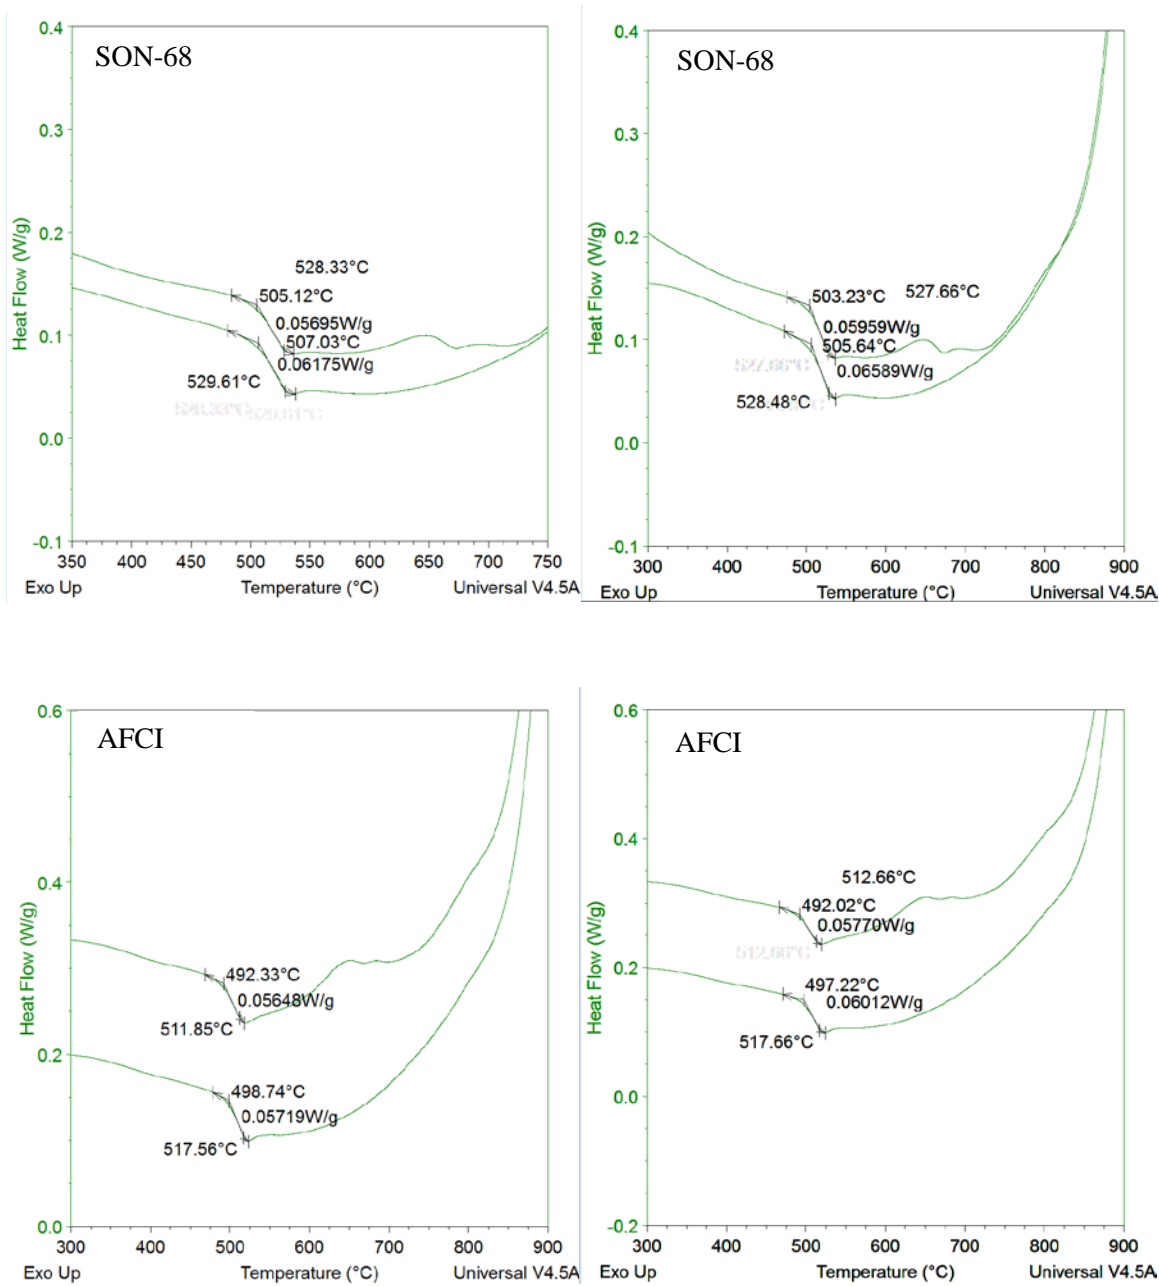 SON-68
0.4
0.3
0.2
0.1
0.0
-0.1
Heat Flow (W/g)
528.33°C
505.12°C
0.05695W/g
507.03°C
0.06175W/g
529.61°C
350 400 450 500 550 600 650 700 750
Exo Up Temperature (°C) Universal V4.5A
SON-68
0.4
0.3
0.2
0.1
0.0
-0.1
Heat Flow (W/g)
503.23°C
527.66°C
0.05959W/g
505.64°C
0.06589W/g
527.66°C
528.48°C
300 400 500 600 700 800 900
Exo Up Temperature (°C) Universal V4.5A
AFCI
0.6
0.4
0.2
0.0
Heat Flow (W/g)
492.33°C
0.05648W/g
511.85°C
498.74°C
0.05719W/g
517.56°C
300 400 500 600 700 800 900
Exo Up Temperature (°C) Universal V4.5A
AFCI
0.6
0.4
0.2
0.0
-0.2
Heat Flow (W/g)
512.66°C
492.02°C
0.05770W/g
512.66°C
497.22°C
0.06012W/g
517.66°C
300 400 500 600 700 800 900
Exo Up Temperature (°C) Universal V4.5A